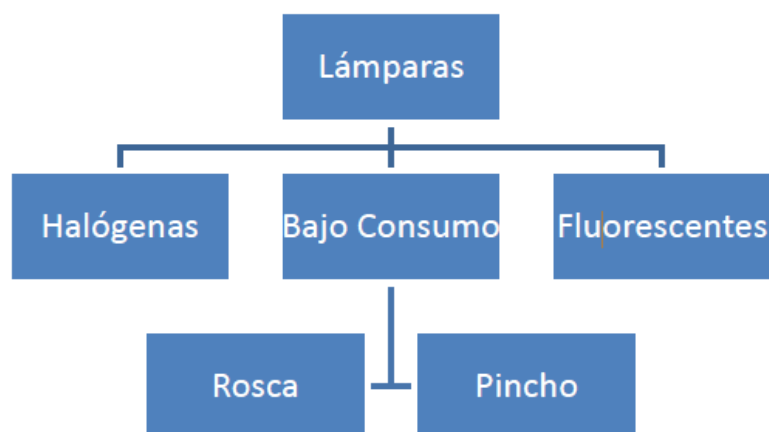 Lámparas
Halógenas
Bajo Consumo
Fluorescentes
Rosca
Pincho